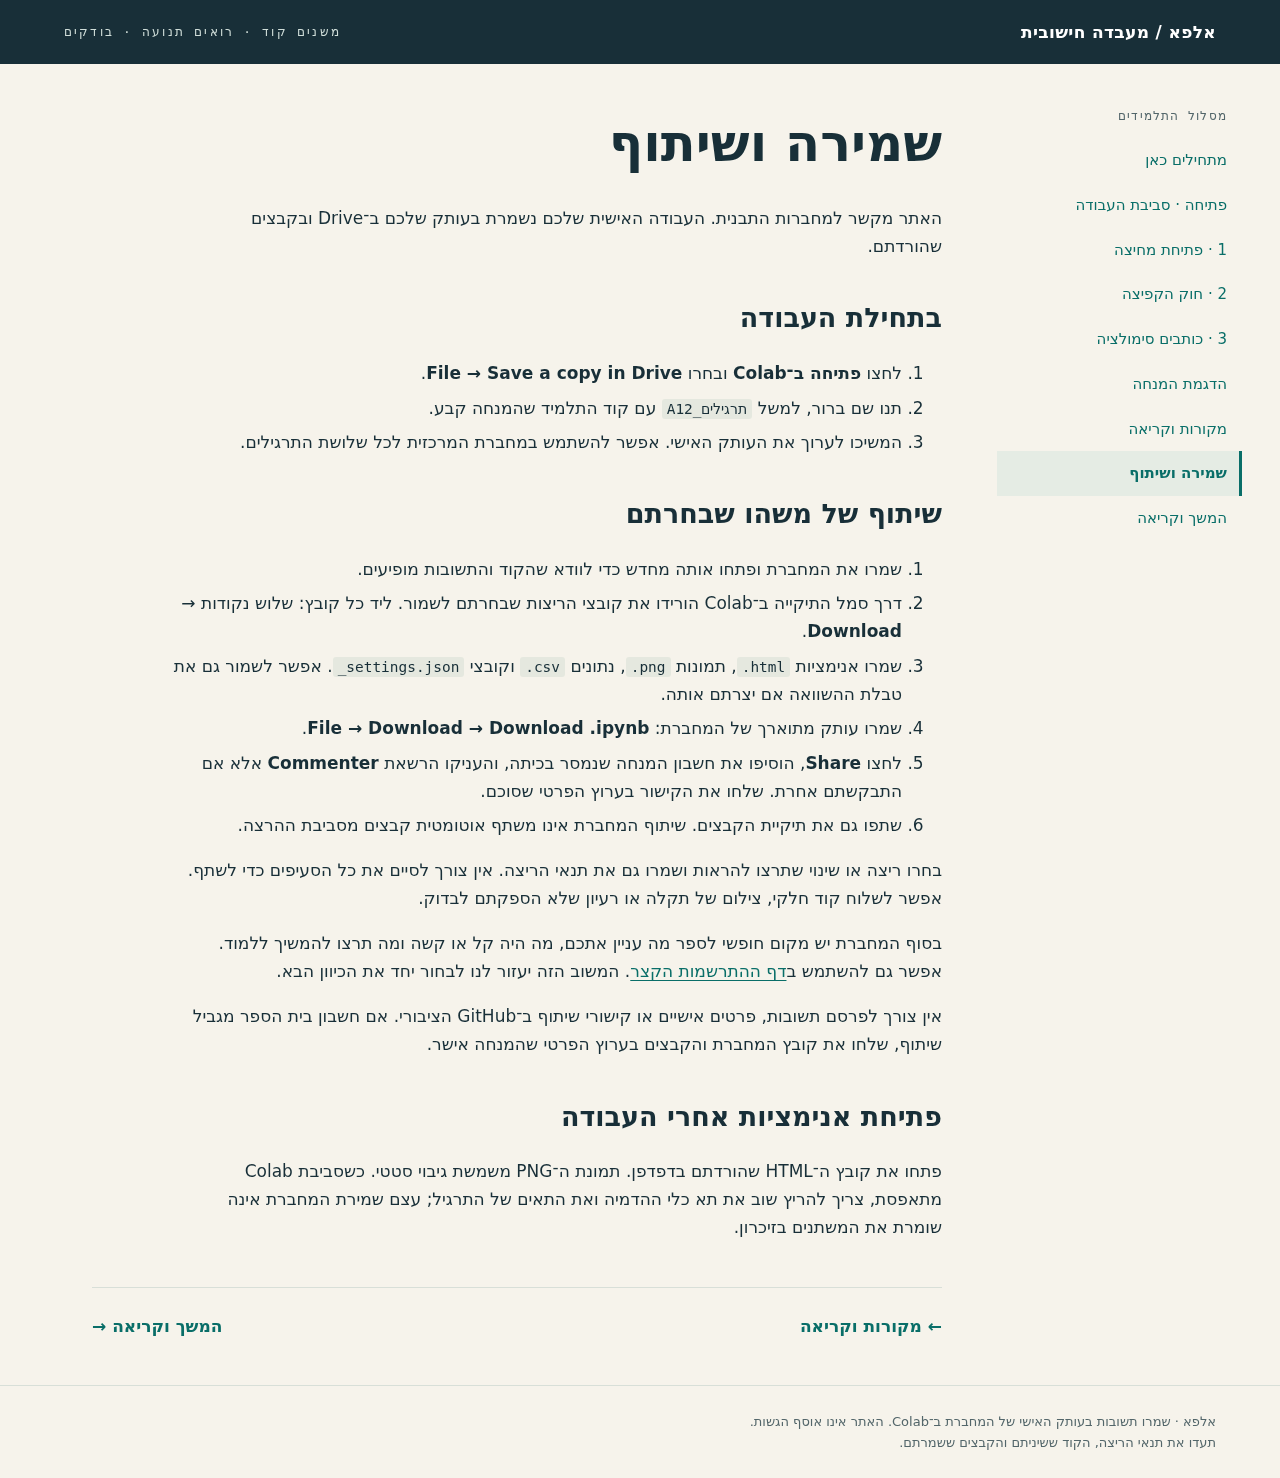 אלפא / מעבדה חישובית
משנים קוד · רואים תנועה · בודקים
מסלול התלמידים
מתחילים כאן
פתיחה · סביבת העבודה
1 · פתיחת מחיצה
2 · חוק הקפיצה
3 · כותבים סימולציה
הדגמת המנחה
מקורות וקריאה
שמירה ושיתוף
המשך וקריאה
שמירה ושיתוף
האתר מקשר למחברות התבנית. העבודה האישית שלכם נשמרת בעותק שלכם ב־Drive ובקבצים
שהורדתם.
בתחילת העבודה
1. לחצו פתיחה ב־Colab ובחרו File → Save a copy in Drive.
2. תנו שם ברור, למשל תרגילים_A12 עם קוד התלמיד שהמנחה קבע.
3. המשיכו לערוך את העותק האישי. אפשר להשתמש במחברת המרכזית לכל שלושת התרגילים.
שיתוף של משהו שבחרתם
1. שמרו את המחברת ופתחו אותה מחדש כדי לוודא שהקוד והתשובות מופיעים.
2. דרך סמל התיקייה ב־Colab הורידו את קובצי הריצות שבחרתם לשמור. ליד כל קובץ: שלוש נקודות →
Download.
3. שמרו אנימציות .html, תמונות .png, נתונים .csv וקובצי _settings.json. אפשר לשמור גם את
טבלת ההשוואה אם יצרתם אותה.
4. שמרו עותק מתוארך של המחברת: File → Download → Download .ipynb.
5. לחצו Share, הוסיפו את חשבון המנחה שנמסר בכיתה, והעניקו הרשאת Commenter אלא אם
התבקשתם אחרת. שלחו את הקישור בערוץ הפרטי שסוכם.
6. שתפו גם את תיקיית הקבצים. שיתוף המחברת אינו משתף אוטומטית קבצים מסביבת ההרצה.
בחרו ריצה או שינוי שתרצו להראות ושמרו גם את תנאי הריצה. אין צורך לסיים את כל הסעיפים כדי לשתף.
אפשר לשלוח קוד חלקי, צילום של תקלה או רעיון שלא הספקתם לבדוק.
בסוף המחברת יש מקום חופשי לספר מה עניין אתכם, מה היה קל או קשה ומה תרצו להמשיך ללמוד.
אפשר גם להשתמש בדף ההתרשמות הקצר. המשוב הזה יעזור לנו לבחור יחד את הכיוון הבא.
אין צורך לפרסם תשובות, פרטים אישיים או קישורי שיתוף ב־GitHub הציבורי. אם חשבון בית הספר מגביל
שיתוף, שלחו את קובץ המחברת והקבצים בערוץ הפרטי שהמנחה אישר.
פתיחת אנימציות אחרי העבודה
פתחו את קובץ ה־HTML שהורדתם בדפדפן. תמונת ה־PNG משמשת גיבוי סטטי. כשסביבת Colab
מתאפסת, צריך להריץ שוב את תא כלי ההדמיה ואת התאים של התרגיל; עצם שמירת המחברת אינה
שומרת את המשתנים בזיכרון.
← מקורות וקריאה
המשך וקריאה →
אלפא · שמרו תשובות בעותק האישי של המחברת ב־Colab. האתר אינו אוסף הגשות.
תעדו את תנאי הריצה, הקוד ששיניתם והקבצים ששמרתם.